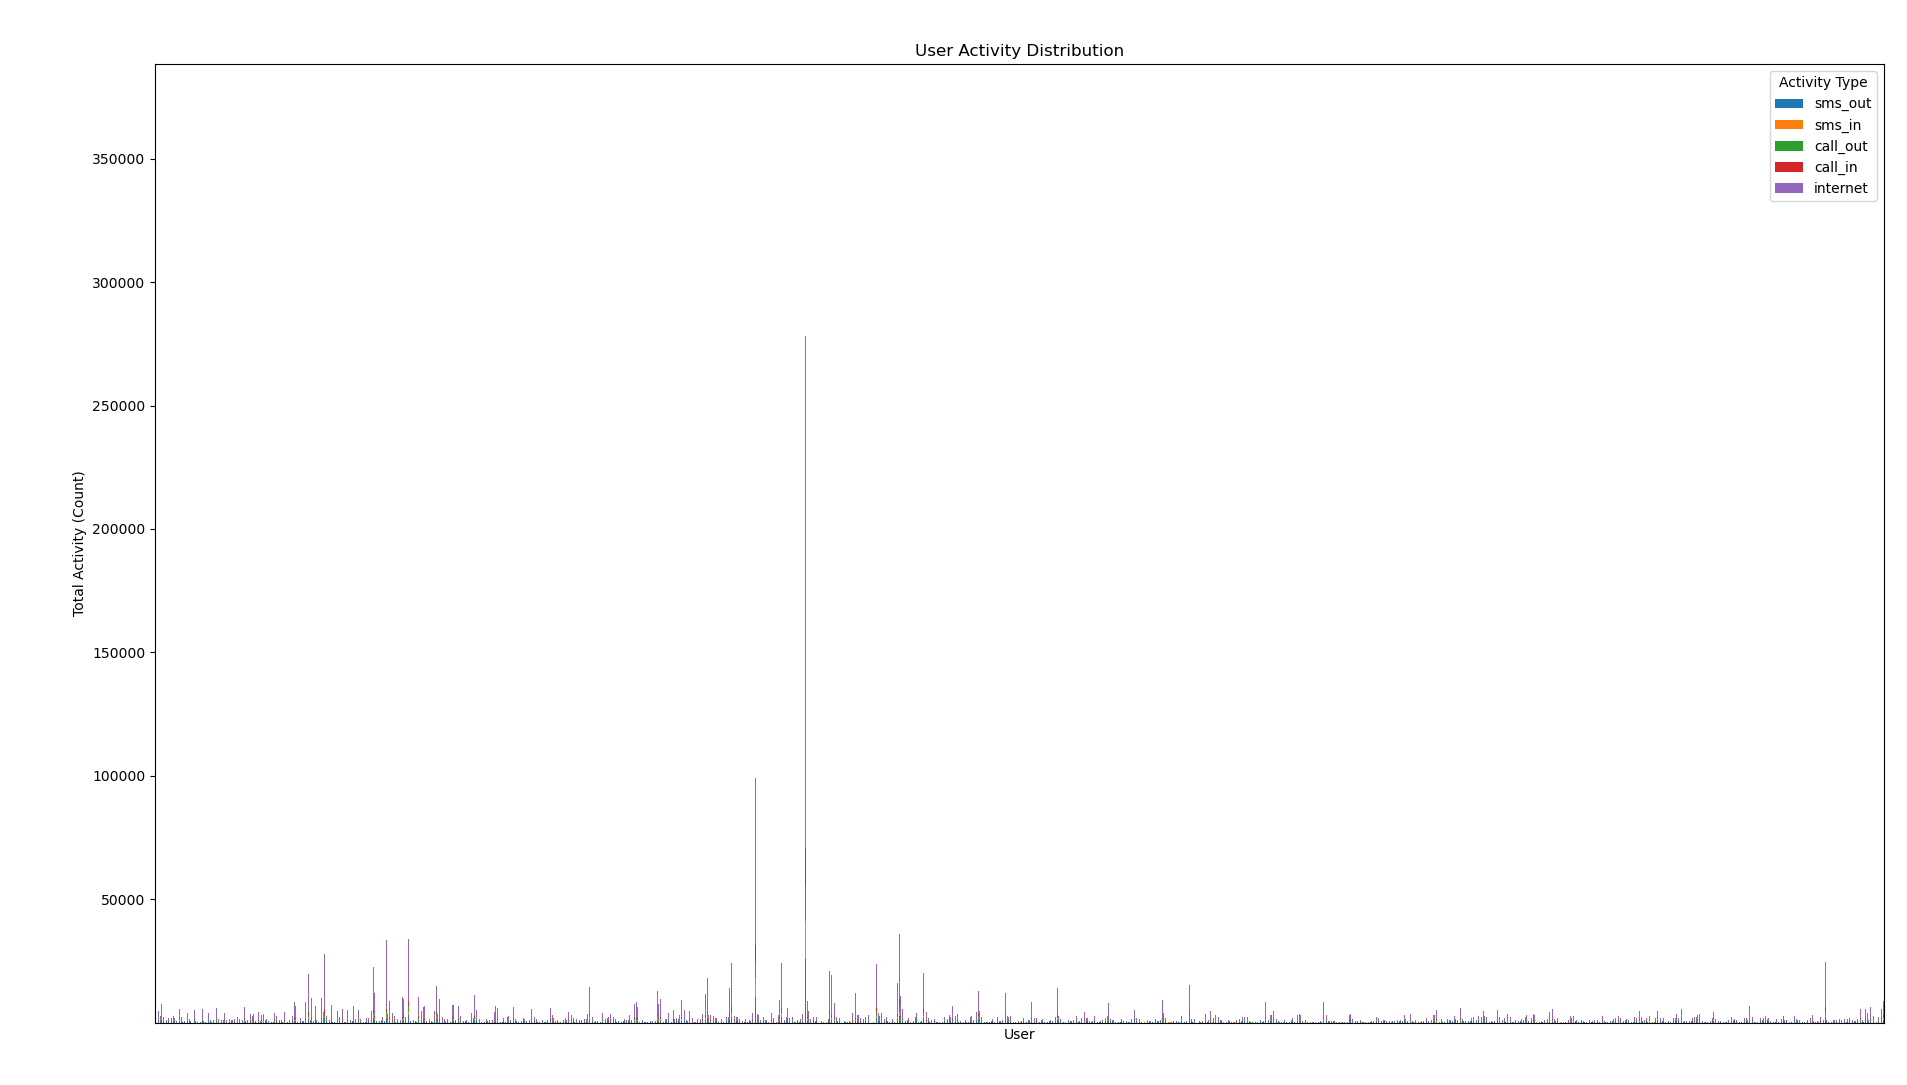 User Activity Distribution
Activity Type
sms_out
sms_in
call_out
call_in
internet
350000
300000
250000
200000
150000
100000
50000
Total Activity (Count)
User